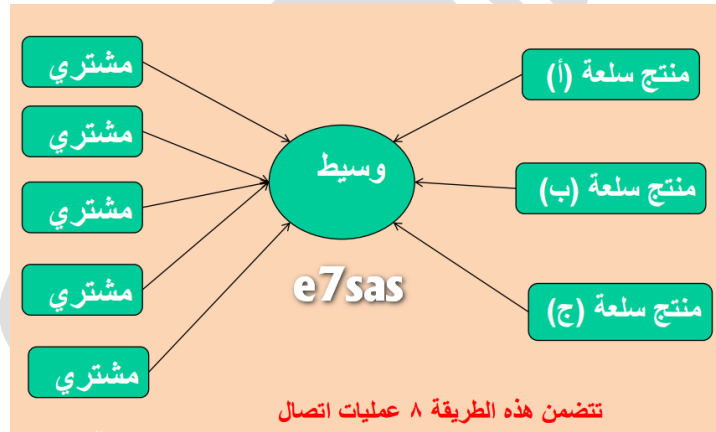 منتج سلعة (أ)
مشتري
مشتري
وسيط
منتج سلعة (ب)
مشتري
مشتري
e7sas
منتج سلعة (ج)
مشتري
تتضمن هذه الطريقة ٨ عمليات اتصال